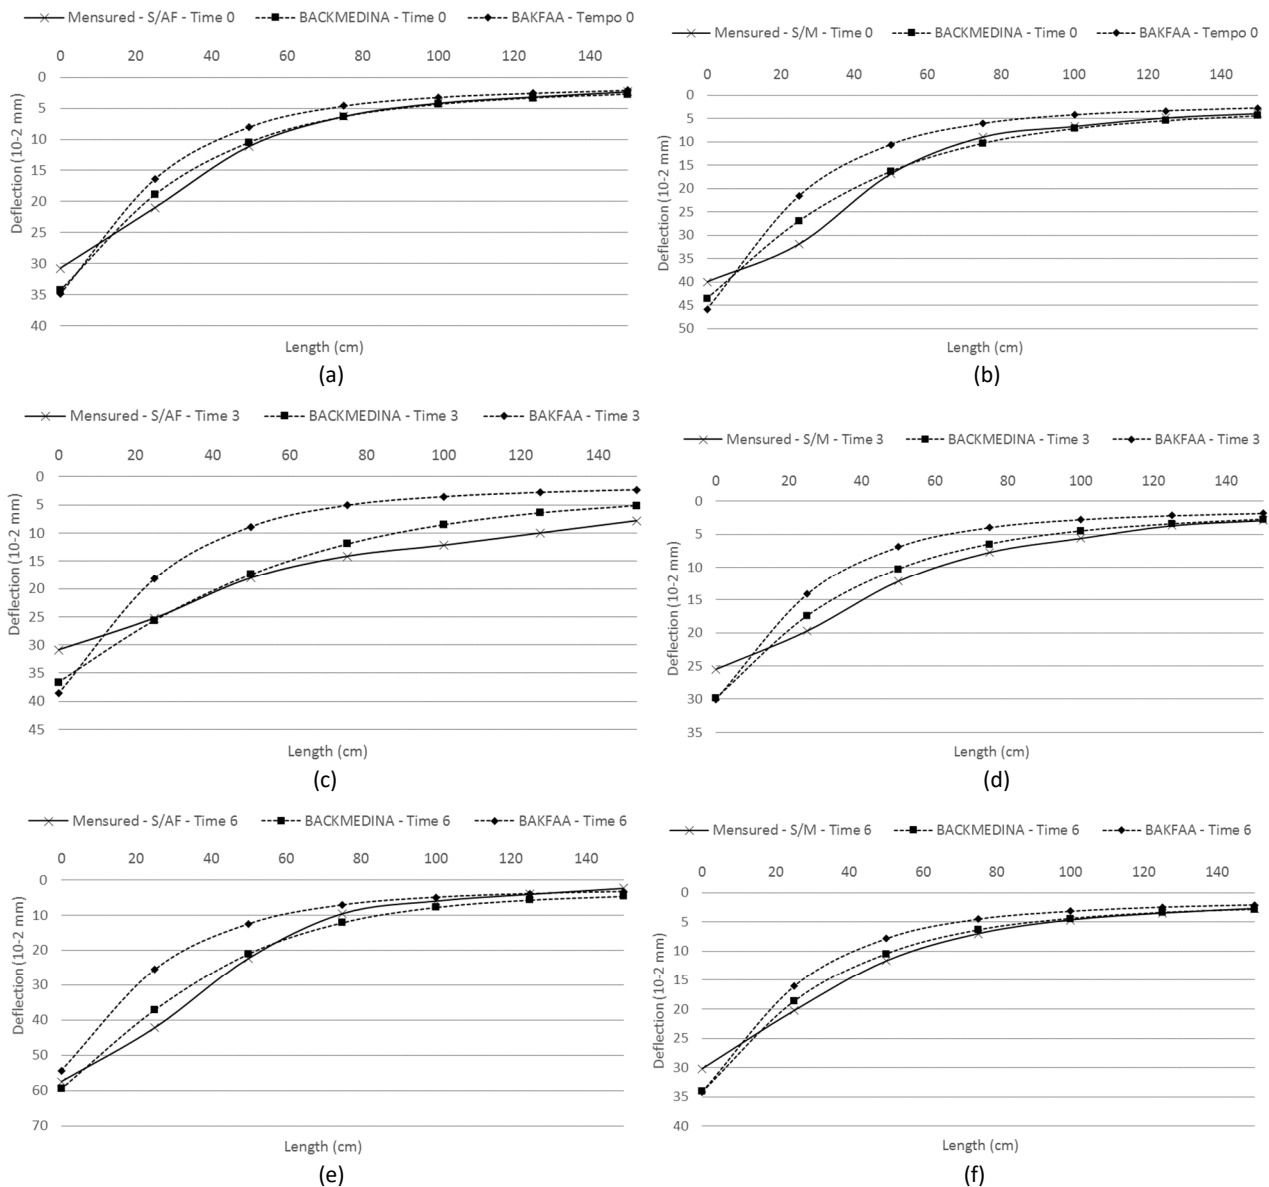 Mensured - S/AF - Time 0 BACKMEDINA - Time 0 BAKFAA - Tempo 0
0 20 40 60 80 100 120 140
0
5
10
15
20
25
30
35
40
Deflection (10-2 mm)
Length (cm)
(a)
Mensured - S/M - Time 0 BACKMEDINA - Time 0 BAKFAA - Tempo 0
0 20 40 60 80 100 120 140
0
5
10
15
20
25
30
35
40
45
50
Deflection (10-2 mm)
Length (cm)
(b)
Mensured - S/AF - Time 3 BACKMEDINA - Time 3 BAKFAA - Time 3
0 20 40 60 80 100 120 140
0
5
10
15
20
25
30
35
40
45
Deflection (10-2 mm)
Length (cm)
(c)
Mensured - S/M - Time 3 BACKMEDINA - Time 3 BAKFAA - Time 3
0 20 40 60 80 100 120 140
0
5
10
15
20
25
30
35
Deflection (10-2 mm)
Length (cm)
(d)
Mensured - S/AF - Time 6 BACKMEDINA - Time 6 BAKFAA - Time 6
0 20 40 60 80 100 120 140
0
10
20
30
40
50
60
70
Deflection (10-2 mm)
Length (cm)
(e)
Mensured - S/M - Time 6 BACKMEDINA - Time 6 BAKFAA - Time 6
0 20 40 60 80 100 120 140
0
5
10
15
20
25
30
35
40
Deflection (10-2 mm)
Length (cm)
(f)